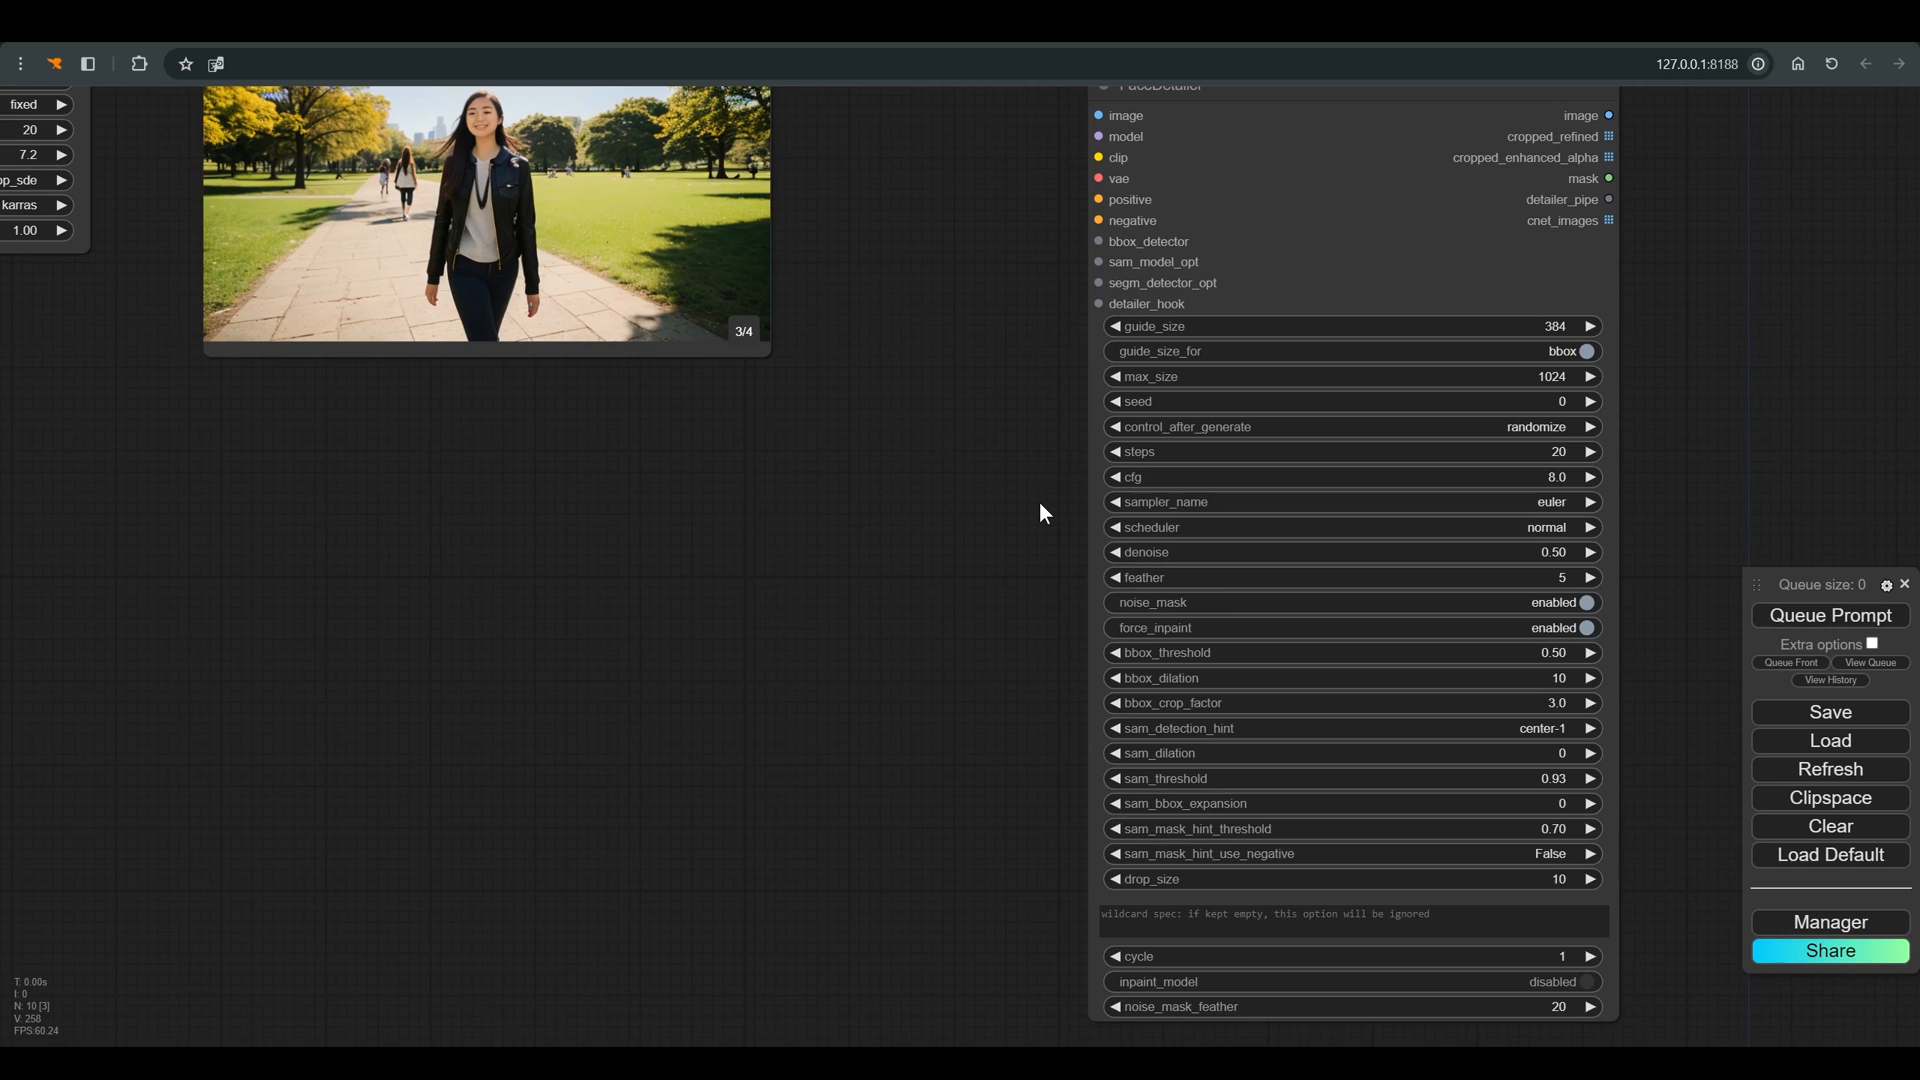 127.0.0.1:8188
fixed
20
7.2
pp_sde
karras
1.00
3/4
FaceDetailer
image
model
clip
vae
positive
negative
bbox_detector
sam_model_opt
segm_detector_opt
detailer_hook
image
cropped_refined
cropped_enhanced_alpha
mask
detailer_pipe
cnet_images
guide_size 384
guide_size_for bbox
max_size 1024
seed 0
control_after_generate randomize
steps 20
cfg 8.0
sampler_name euler
scheduler normal
denoise 0.50
feather 5
noise_mask enabled
force_inpaint enabled
bbox_threshold 0.50
bbox_dilation 10
bbox_crop_factor 3.0
sam_detection_hint center-1
sam_dilation 0
sam_threshold 0.93
sam_bbox_expansion 0
sam_mask_hint_threshold 0.70
sam_mask_hint_use_negative False
drop_size 10
wildcard spec: if kept empty, this option will be ignored
cycle 1
inpaint_model disabled
noise_mask_feather 20
Queue size: 0
Queue Prompt
Extra options
Queue Front View Queue
View History
Save
Load
Refresh
Clipspace
Clear
Load Default
Manager
Share
T: 0.00s
I: 0
N: 10 [3]
V: 258
FPS:60.24